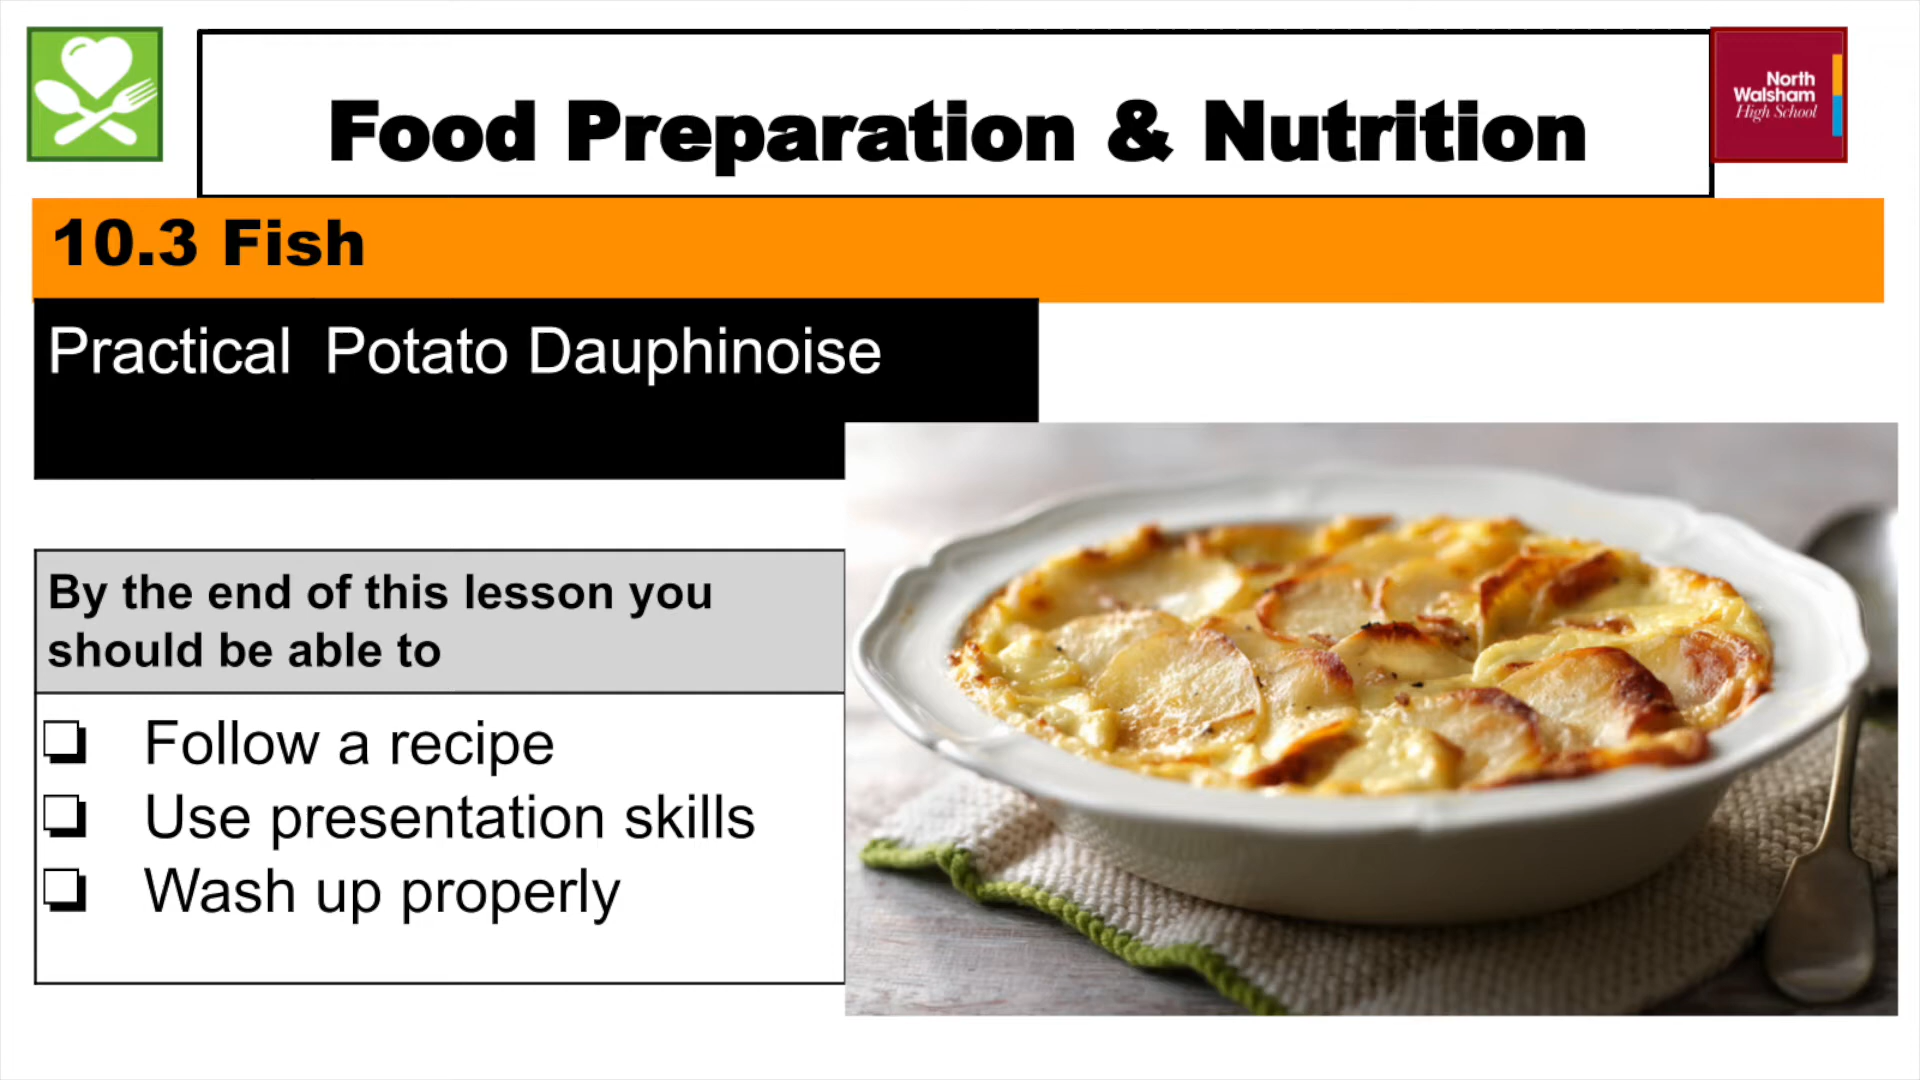 Food Preparation & Nutrition
North
Walsham
High School
10.3 Fish
Practical  Potato Dauphinoise
By the end of this lesson you
should be able to
❏ Follow a recipe
❏ Use presentation skills
❏ Wash up properly